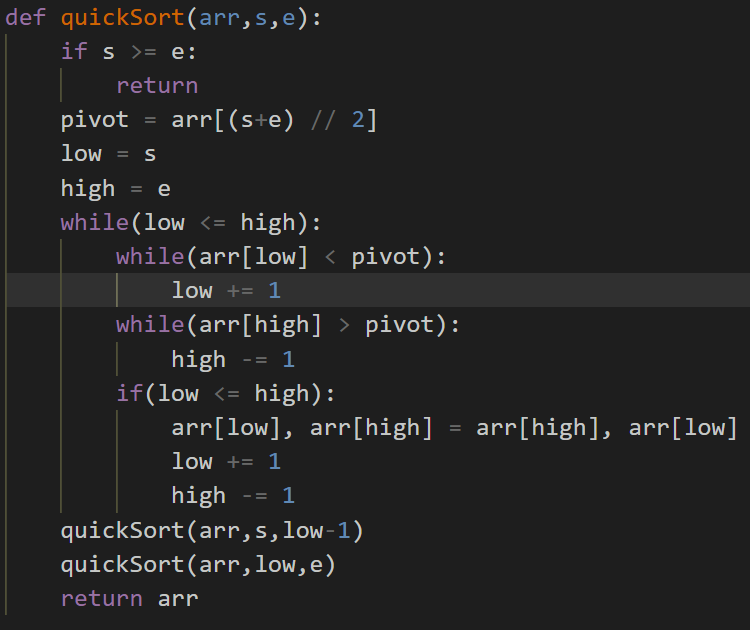 def quickSort(arr,s,e):
    if s >= e:
        return
    pivot = arr[(s+e) // 2]
    low = s
    high = e
    while(low <= high):
        while(arr[low] < pivot):
            low += 1
        while(arr[high] > pivot):
            high -= 1
        if(low <= high):
            arr[low], arr[high] = arr[high], arr[low]
            low += 1
            high -= 1
    quickSort(arr,s,low-1)
    quickSort(arr,low,e)
    return arr